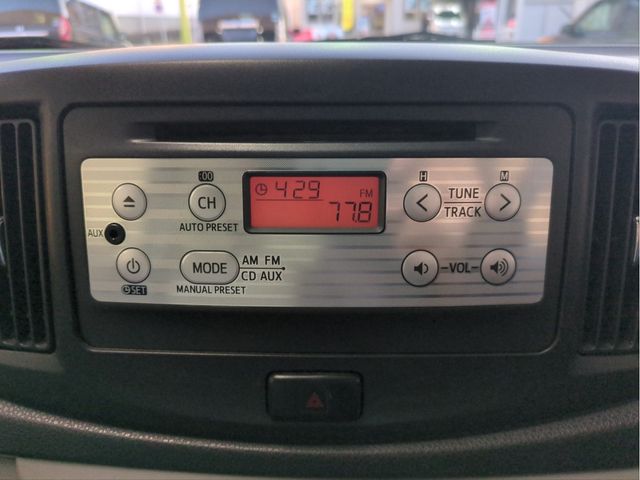 :00
H
M
CH
AUTO PRESET
4:29
FM
77.8
TUNE
TRACK
AUX
MODE
AM FM
CD AUX
VOL
SET
MANUAL PRESET